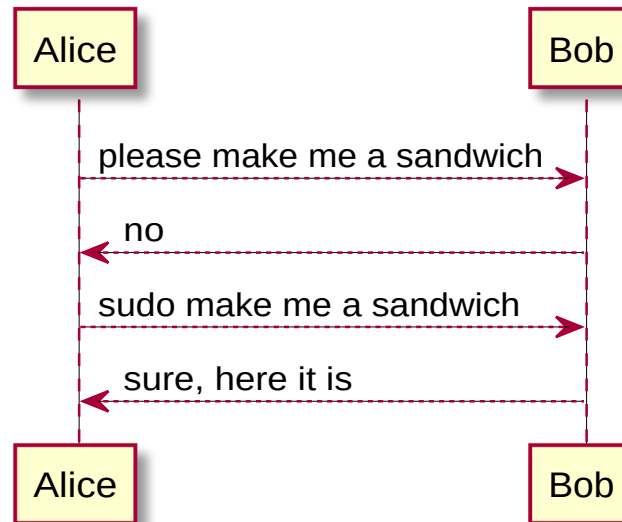 Alice Bob
please make me a sandwich
no
sudo make me a sandwich
sure, here it is
Alice Bob